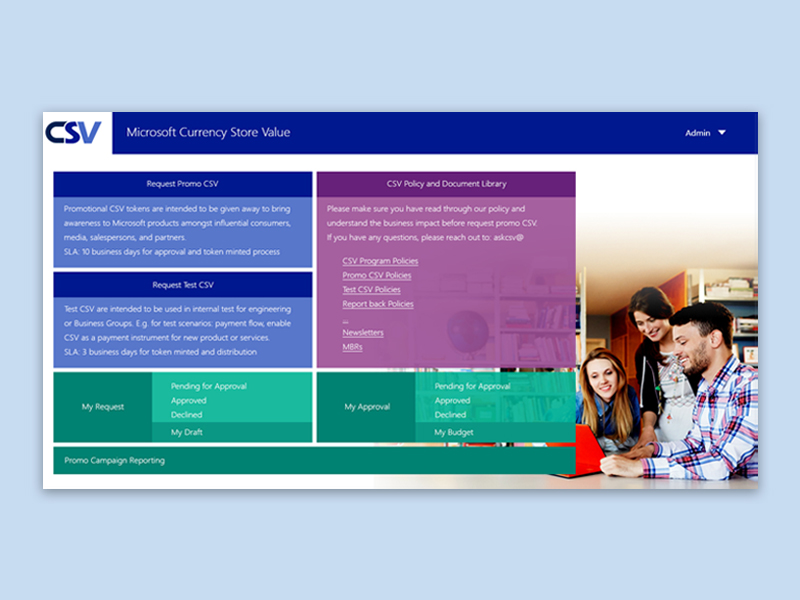 CSV
Microsoft Currency Store Value
Admin
Request Promo CSV
Promotional CSV tokens are intended to be given away to bring
awareness to Microsoft products amongst influential consumers,
media, salespersons, and partners.
SLA: 10 business days for approval and token minted process
Request Test CSV
Test CSV are intended to be used in internal test for engineering
or Business Groups. E.g. for test scenarios: payment flow, enable
CSV as a payment instrument for new product or services.
SLA: 3 business days for token minted and distribution
CSV Policy and Document Library
Please make sure you have read through our policy and
understand the business impact before request promo CSV.
If you have any questions, please reach out to: askcsv@
CSV Program Policies
Promo CSV Policies
Test CSV Policies
Report back Policies
...
Newsletters
MBRs
My Request
Pending for Approval
Approved
Declined
My Draft
My Approval
Pending for Approval
Approved
Declined
My Budget
Promo Campaign Reporting